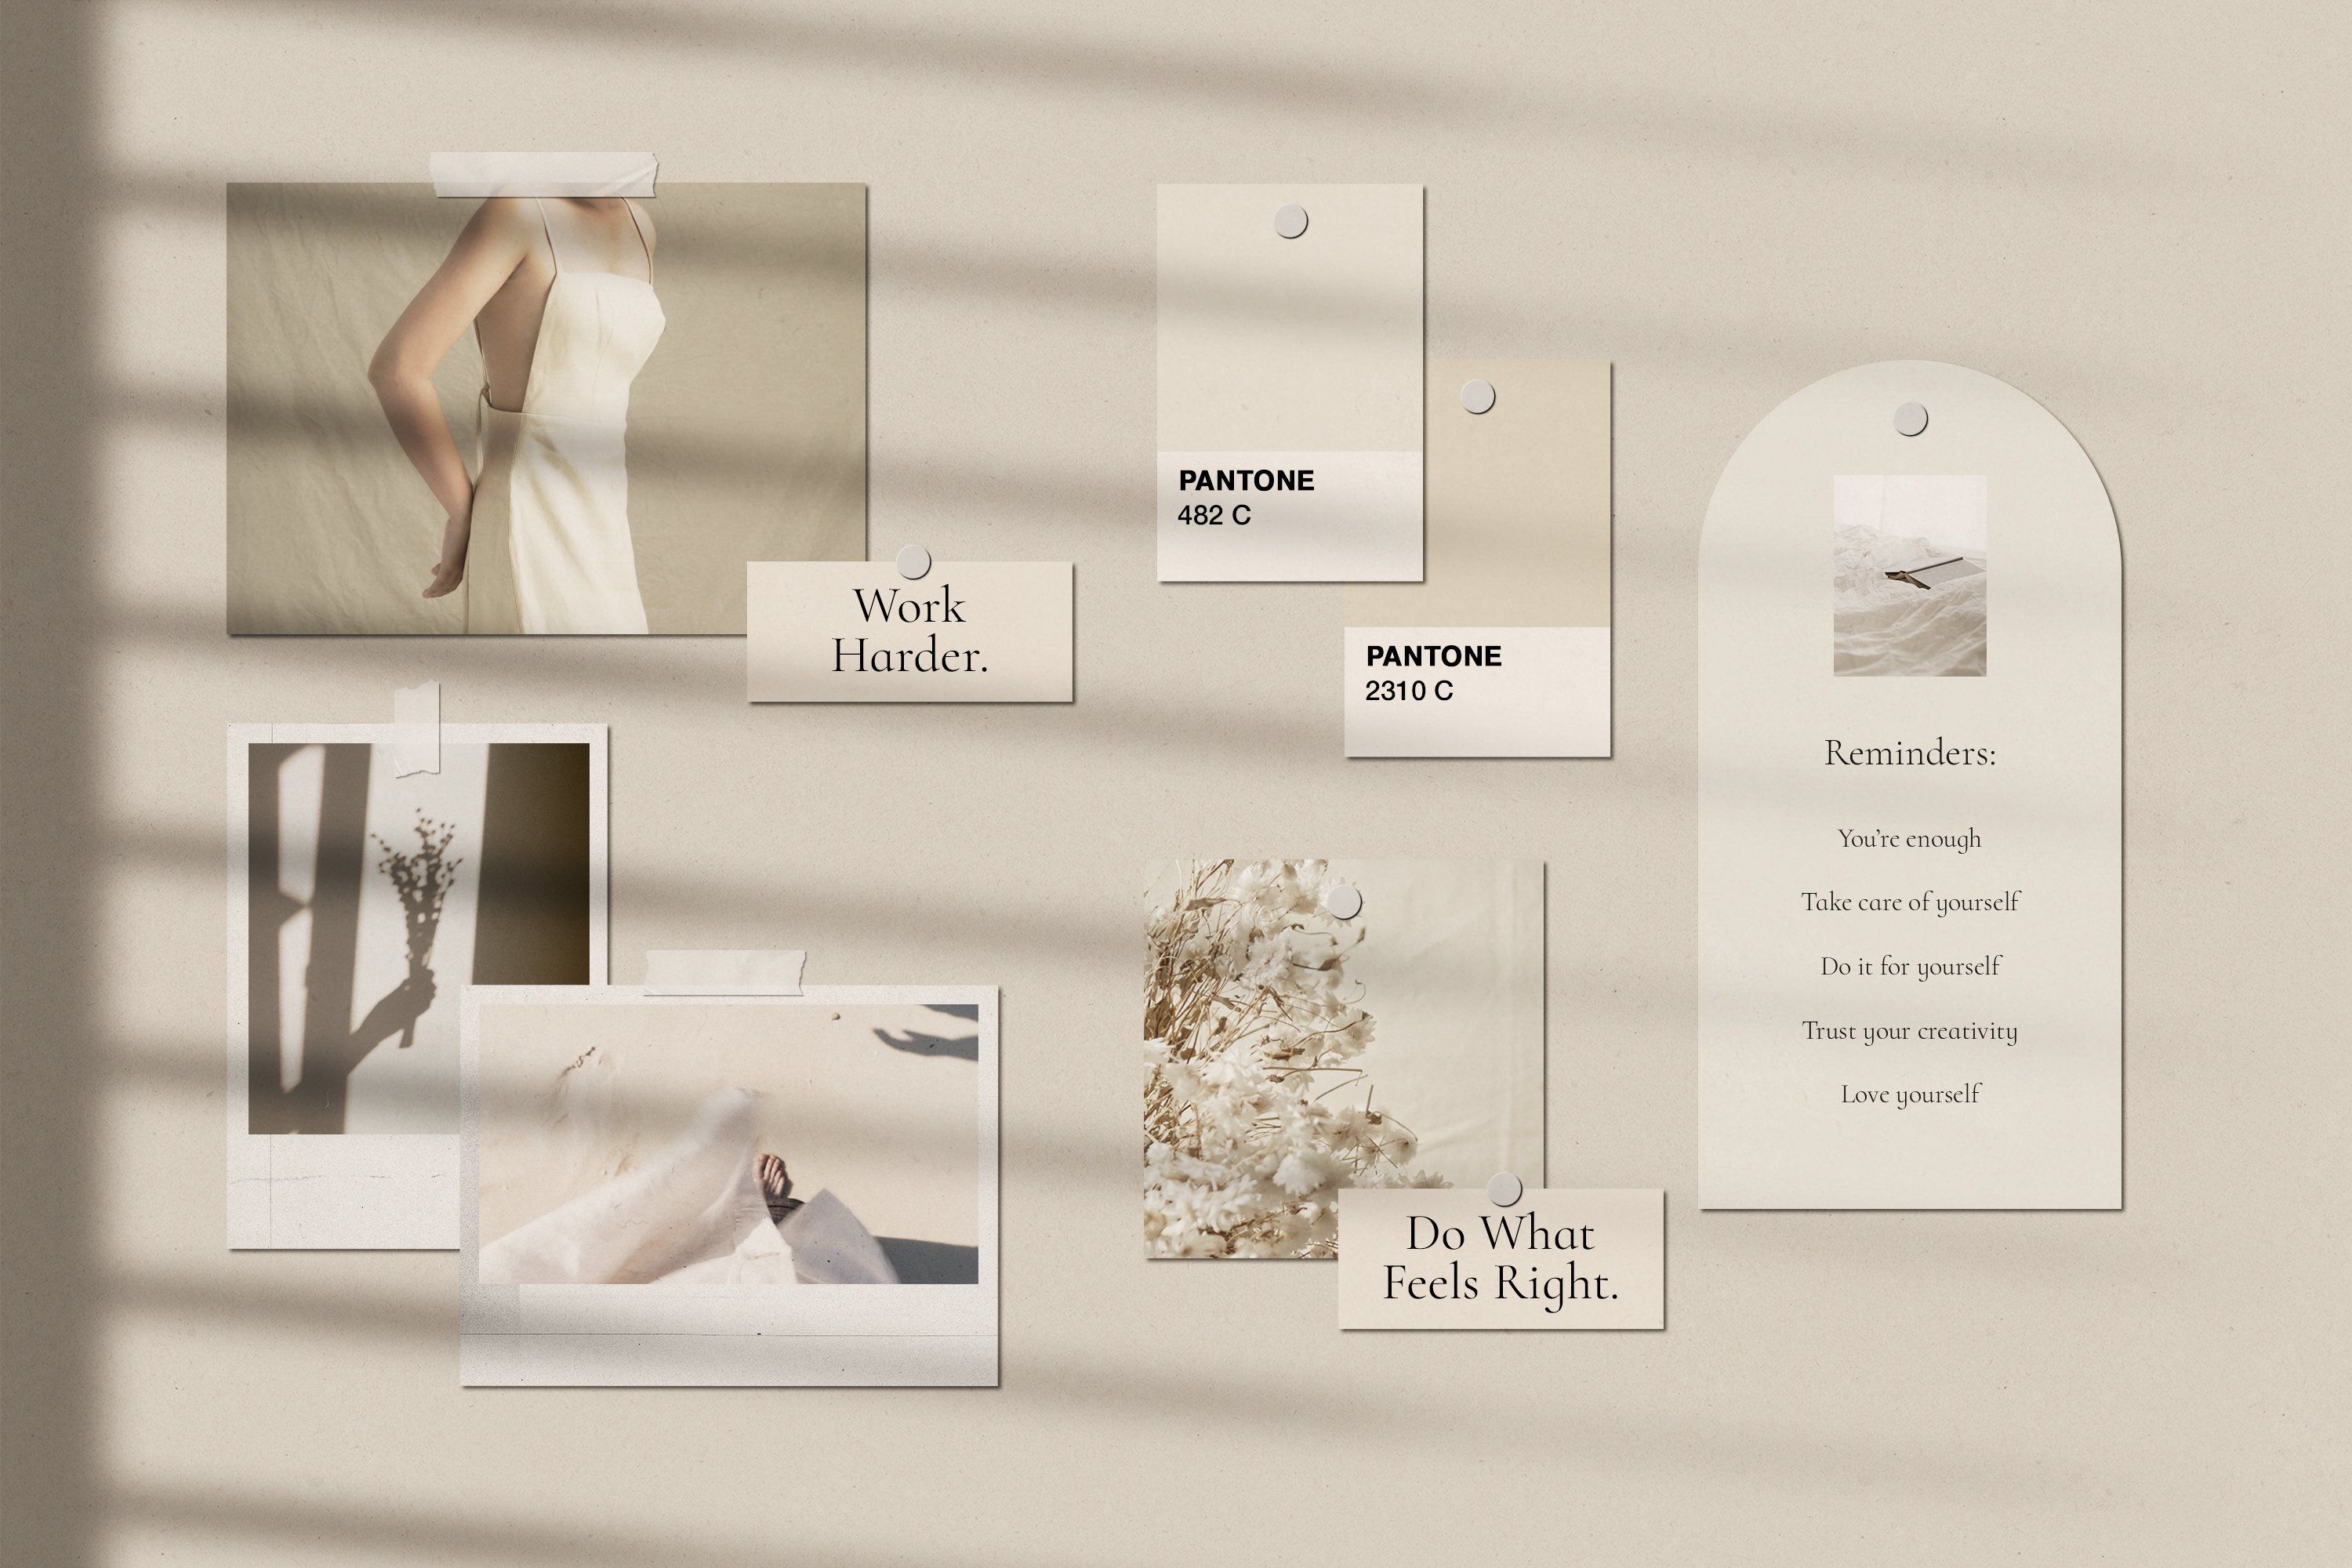 Work
Harder.
PANTONE
482 C
PANTONE
2310 C
Reminders:
You're enough
Take care of yourself
Do it for yourself
Trust your creativity
Love yourself
Do What
Feels Right.